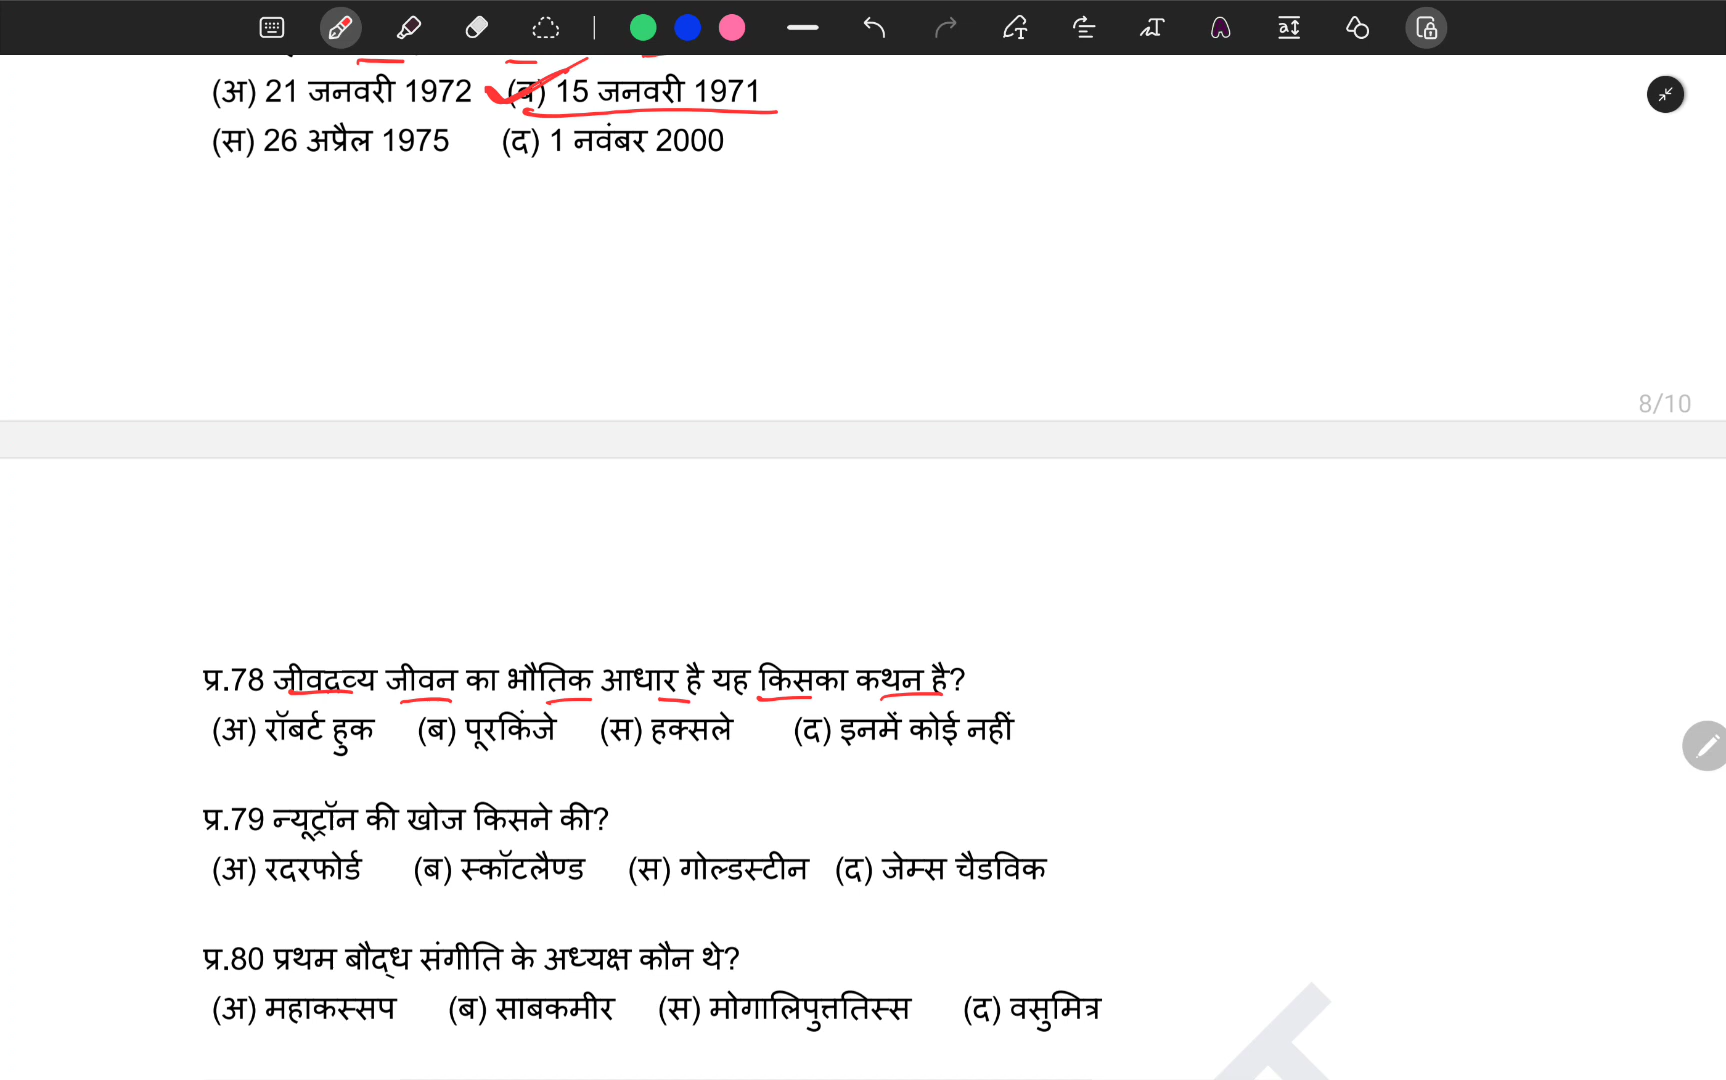 (अ) 21 जनवरी 1972 (ब) 15 जनवरी 1971
(स) 26 अप्रैल 1975 (द) 1 नवंबर 2000
8/10
प्र.78 जीवद्रव्य जीवन का भौतिक आधार है यह किसका कथन है?
(अ) रॉबर्ट हुक (ब) पूरकिंजे (स) हक्सले (द) इनमें कोई नहीं
प्र.79 न्यूट्रॉन की खोज किसने की?
(अ) रदरफोर्ड (ब) स्कॉटलैण्ड (स) गोल्डस्टीन (द) जेम्स चैडविक
प्र.80 प्रथम बौद्ध संगीति के अध्यक्ष कौन थे?
(अ) महाकस्सप (ब) साबकमीर (स) मोगालिपुत्ततिस्स (द) वसुमित्र